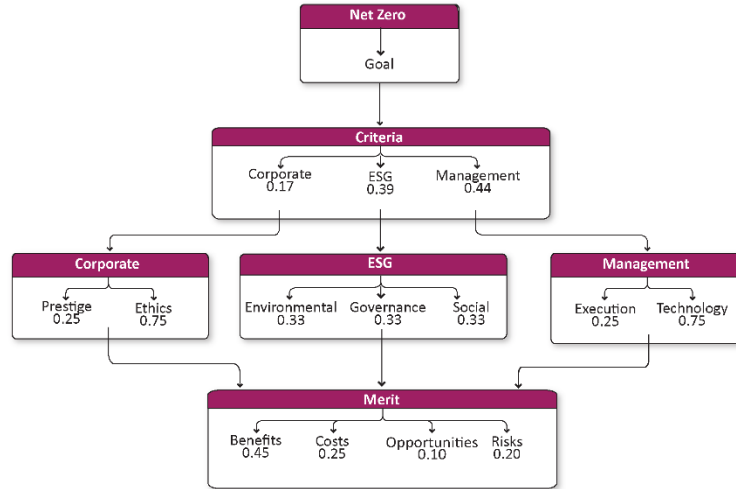 Net Zero
Goal
Criteria
Corporate ESG Management
0.17 0.39 0.44
Corporate ESG Management
Prestige Ethics Environmental Governance Social Execution Technology
0.25 0.75 0.33 0.33 0.33 0.25 0.75
Merit
Benefits Costs Opportunities Risks
0.45 0.25 0.10 0.20